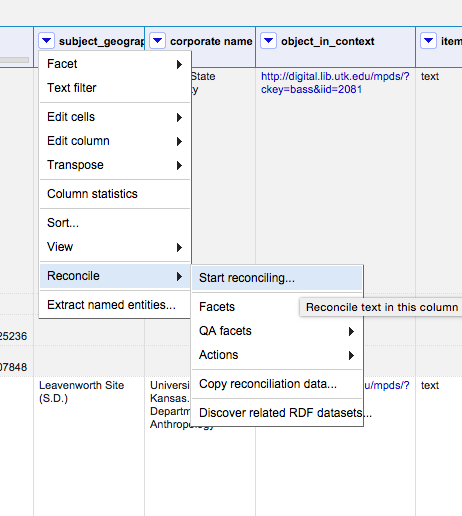 subject_geograp corporate name object_in_context item
Facet
Text filter
Edit cells
Edit column
Transpose
Column statistics
Sort...
View
Reconcile
Extract named entities...
Start reconciling...
Facets
QA facets
Actions
Copy reconciliation data...
Discover related RDF datasets...
Reconcile text in this column
State
http://digital.lib.utk.edu/mpds/?
ckey=bass&iid=2081
text
25236
07848
Leavenworth Site
(S.D.)
Universi
Kansas.
Departm
Anthropology
du/mpds/?
text